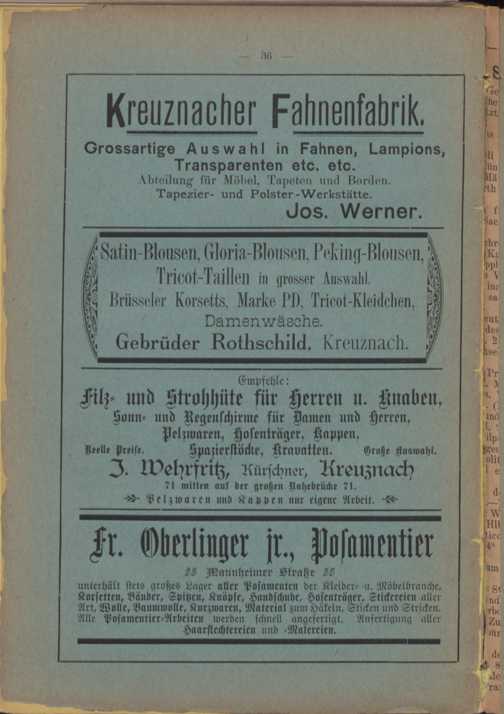 — 36 —
Kreuznacher Fahnenfabrik.
Grossartige Auswahl in Fahnen, Lampions,
Transparenten etc. etc.
Abteilung für Möbel, Tapeten und Borden.
Tapezier- und Polster-Werkstätte.
Jos. Werner.
Satin-Blousen, Gloria-Blousen, Peking-Blousen,
Tricot-Taillen in grosser Auswahl.
Brüsseler Korsetts, Marke PD, Tricot-Kleidchen,
Damenwäsche.
Gebrüder Rothschild, Kreuznach.
Empfehle:
Filz- und Strohhüte für Herren u. Knaben,
Sonn- und Regenschirme für Damen und Herren,
Pelzwaren, Hosenträger, Kappen,
Reelle Preise. Spazierstöcke, Kravatten. Große Auswahl.
J. Wehrfritz, Kürschner, Kreuznach
71 mitten auf der großen Nahebrücke 71.
Pelzwaren und Kappen nur eigene Arbeit.
Fr. Oberlinger jr., Posamentier
25 Mannheimer Straße 25
unterhält stets großes Lager aller Posamenten der Kleider- u. Möbelbranche,
Korsetten, Bänder, Spitzen, Knöpfe, Handschuhe, Hosenträger, Stickereien aller
Art, Wolle, Baumwolle, Kurzwaren, Material zum Häkeln, Sticken und Stricken.
Alle Posamentier-Arbeiten werden schnell angefertigt. Anfertigung aller
Haarflechtereien und -Malereien.